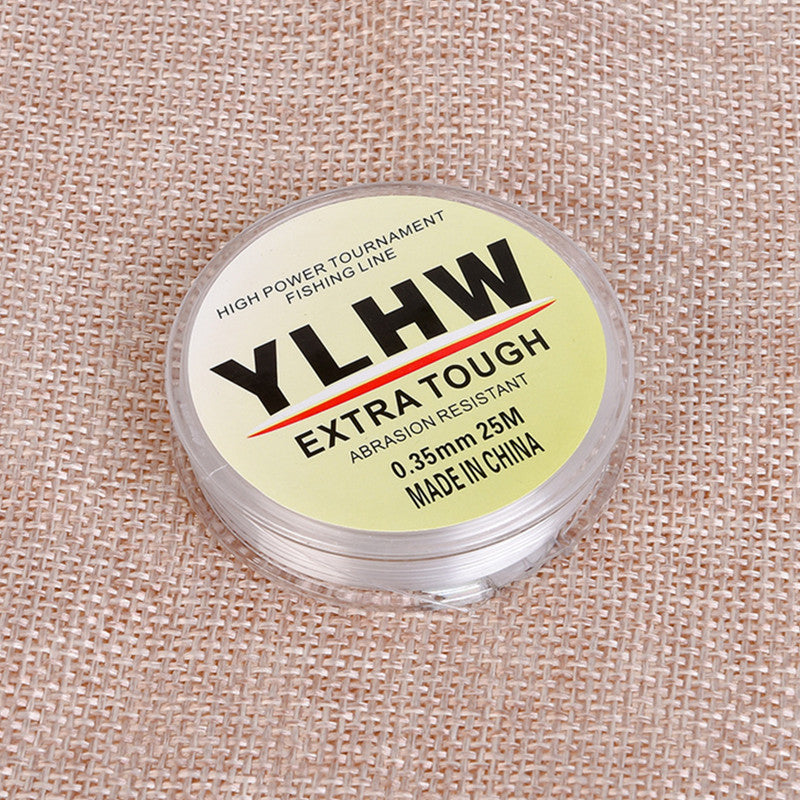 HIGH POWER TOURNAMENT
FISHING LINE
YLHW
EXTRA TOUGH
ABRASION RESISTANT
0.35mm 25M
MADE IN CHINA